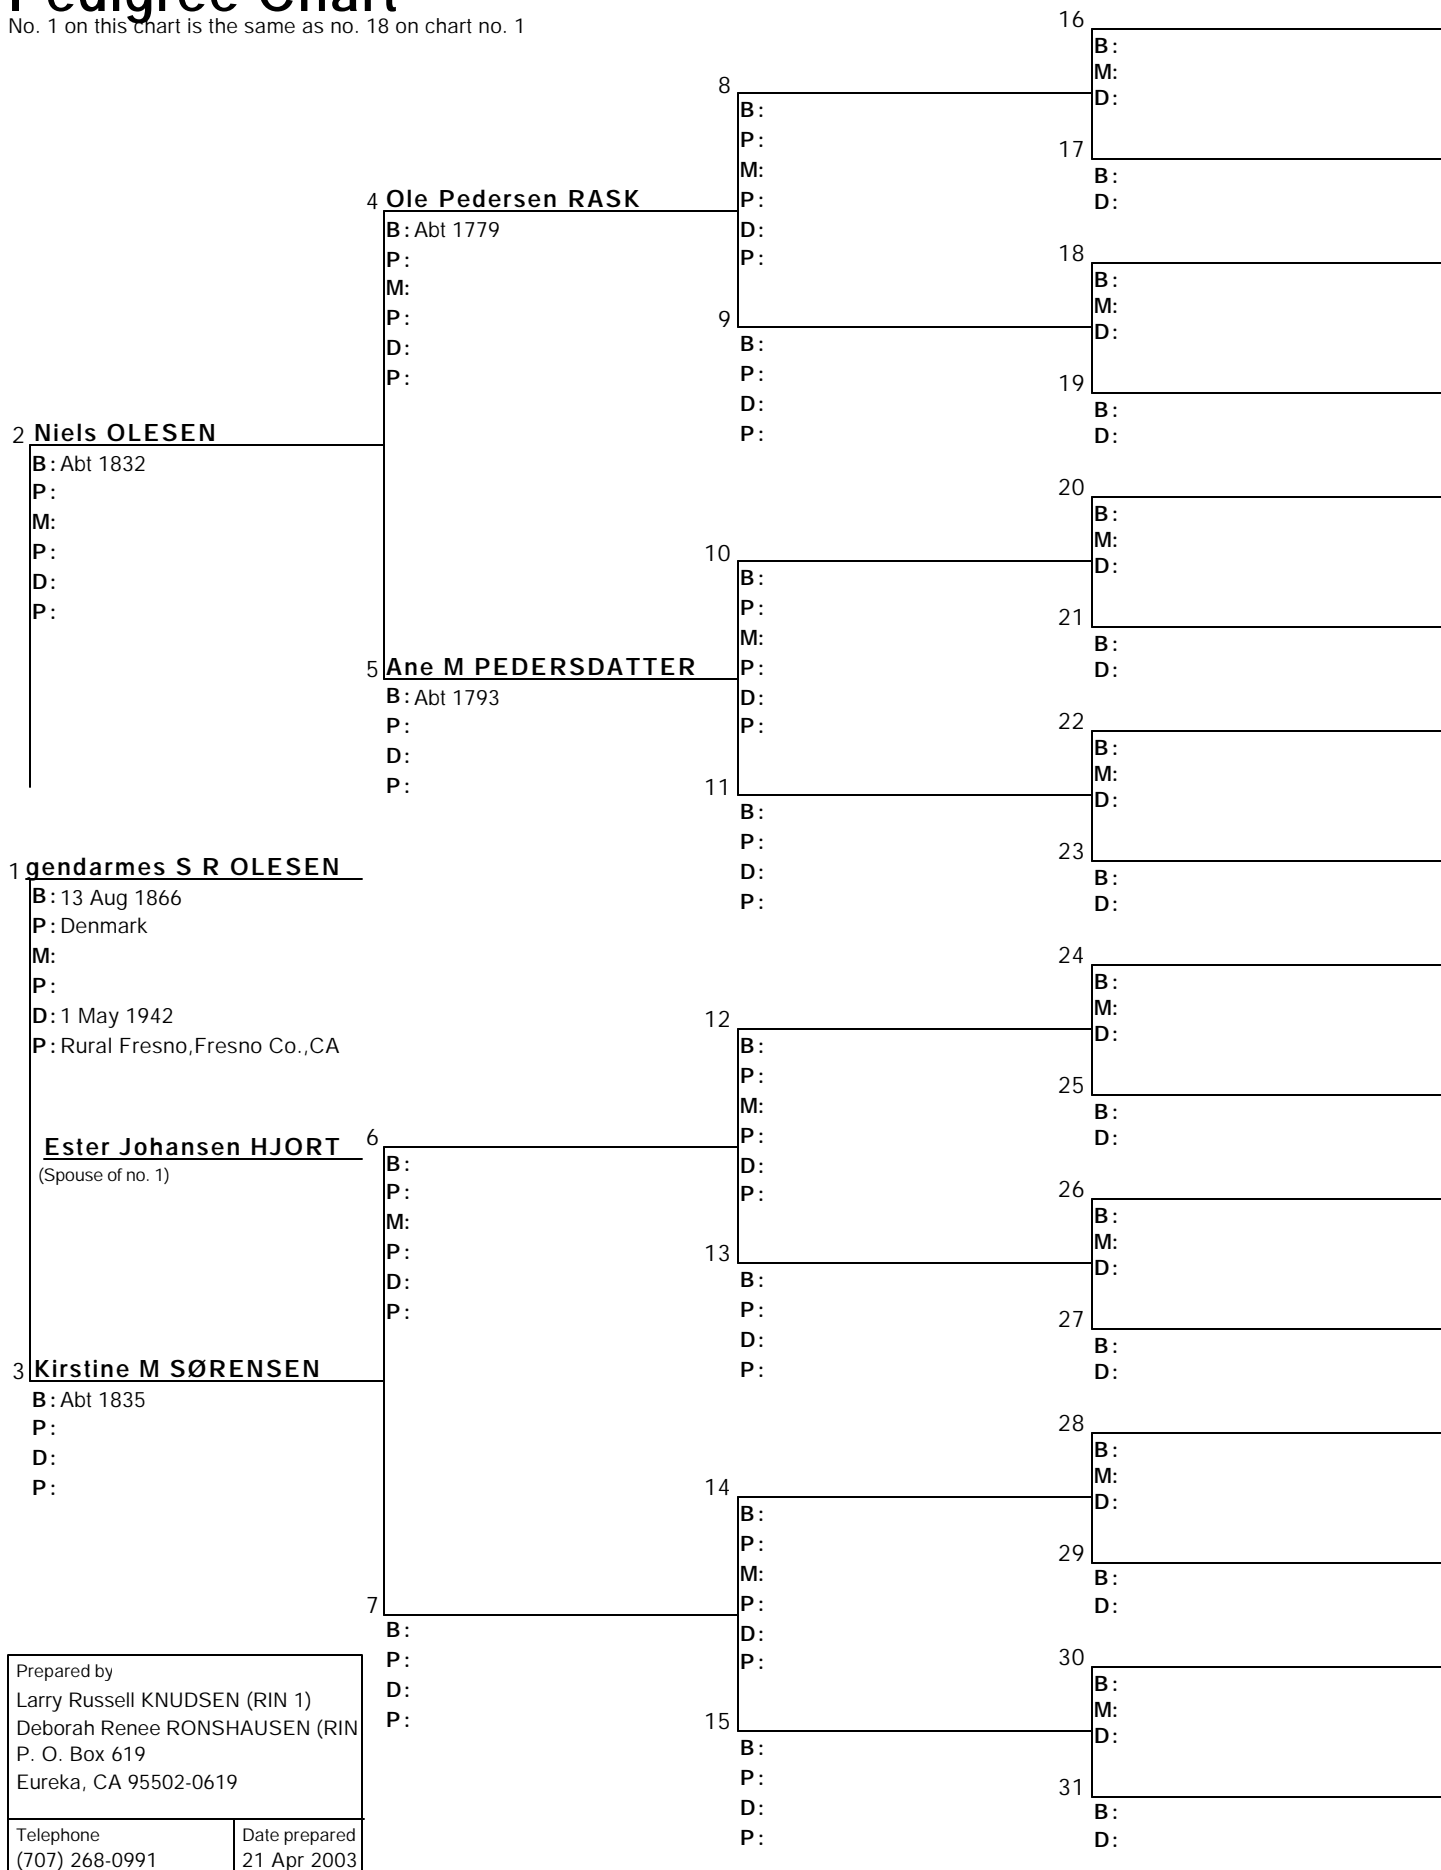 Pedigree Chart
No. 1 on this chart is the same as no. 18 on chart no. 1
2 Niels OLESEN
B: Abt 1832
P:
M:
P:
D:
P:
1 gendarmes S R OLESEN
B: 13 Aug 1866
P: Denmark
M:
P:
D: 1 May 1942
P: Rural Fresno,Fresno Co.,CA
Ester Johansen HJORT
(Spouse of no. 1)
3 Kirstine M SØRENSEN
B: Abt 1835
P:
D:
P:
4 Ole Pedersen RASK
B: Abt 1779
P:
M:
P:
D:
P:
5 Ane M PEDERSDATTER
B: Abt 1793
P:
D:
P:
6
B:
P:
M:
P:
D:
P:
7
B:
P:
D:
P:
8
B:
P:
M:
P:
D:
P:
9
B:
P:
D:
P:
10
B:
P:
M:
P:
D:
P:
11
B:
P:
D:
P:
12
B:
P:
M:
P:
D:
P:
13
B:
P:
D:
P:
14
B:
P:
M:
P:
D:
P:
15
B:
P:
D:
P:
16
B:
M:
D:
17
B:
D:
18
B:
M:
D:
19
B:
D:
20
B:
M:
D:
21
B:
D:
22
B:
M:
D:
23
B:
D:
24
B:
M:
D:
25
B:
D:
26
B:
M:
D:
27
B:
D:
28
B:
M:
D:
29
B:
D:
30
B:
M:
D:
31
B:
D:
Prepared by
Larry Russell KNUDSEN (RIN 1)
Deborah Renee RONSHAUSEN (RIN
P. O. Box 619
Eureka, CA 95502-0619
Telephone
(707) 268-0991
Date prepared
21 Apr 2003